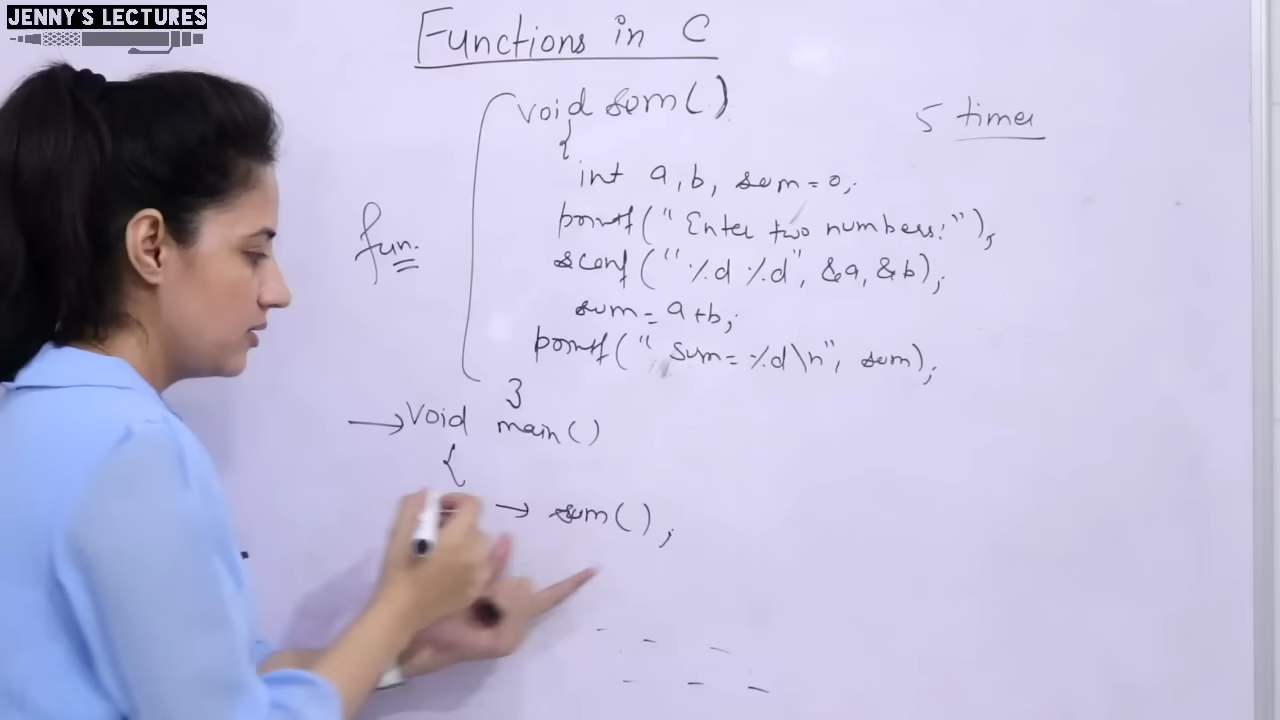 JENNY'S LECTURES
Functions in C
void sum()
5 times
{
int a, b, sum = 0;
printf("Enter two numbers:");
fun.
scanf("%d %d", &a, &b);
sum = a+b;
printf("Sum = %d\n", sum);
}
→ void main()
{
→ sum();